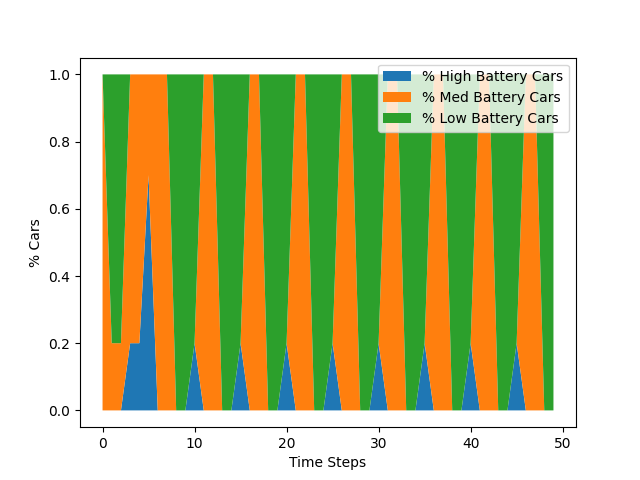 % High Battery Cars
% Med Battery Cars
% Low Battery Cars
1.0
0.8
0.6
0.4
0.2
0.0
% Cars
0 10 20 30 40 50
Time Steps